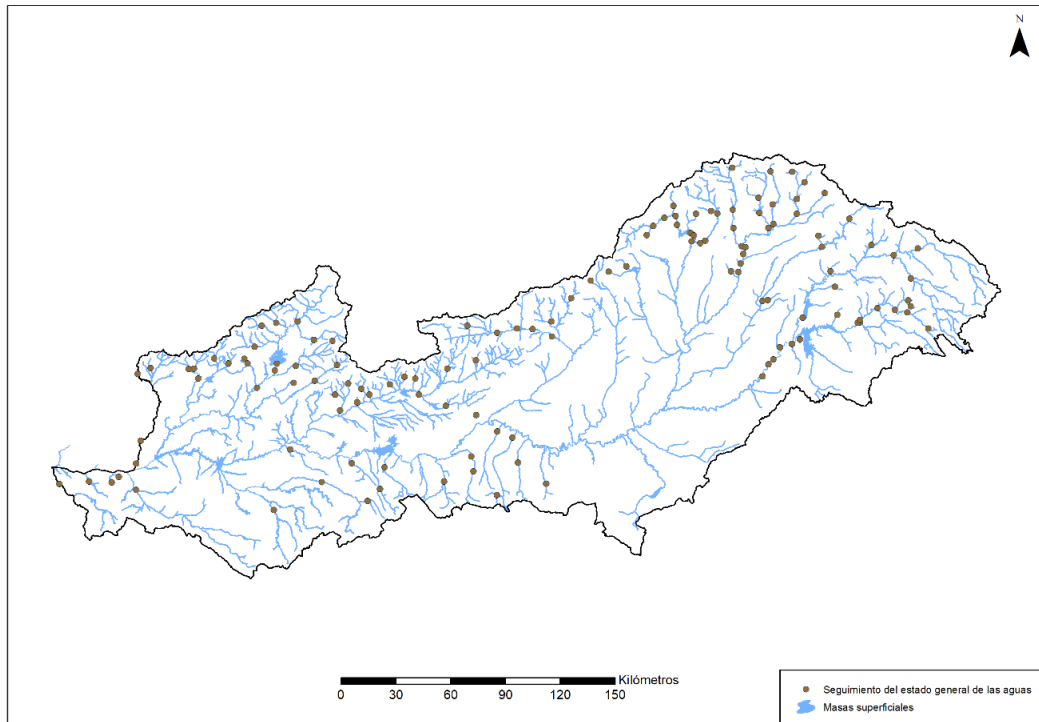 N
Kilómetros
0 30 60 90 120 150
Seguimiento del estado general de las aguas
Masas superficiales